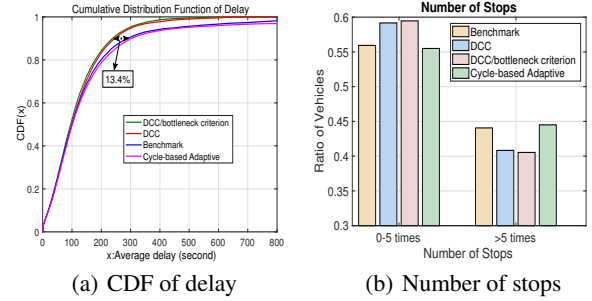 Cumulative Distribution Function of Delay
CDF(x)
1
0.8
0.6
0.4
0.2
0
13.4%
DCC/bottleneck criterion
DCC
Benchmark
Cycle-based Adaptive
0 100 200 300 400 500 600 700 800
x:Average delay (second)
(a) CDF of delay
Number of Stops
Ratio of Vehicles
0.65
0.6
0.55
0.5
0.45
0.4
0.35
0.3
Benchmark
DCC
DCC/bottleneck criterion
Cycle-based Adaptive
0-5 times >5 times
Number of Stops
(b) Number of stops